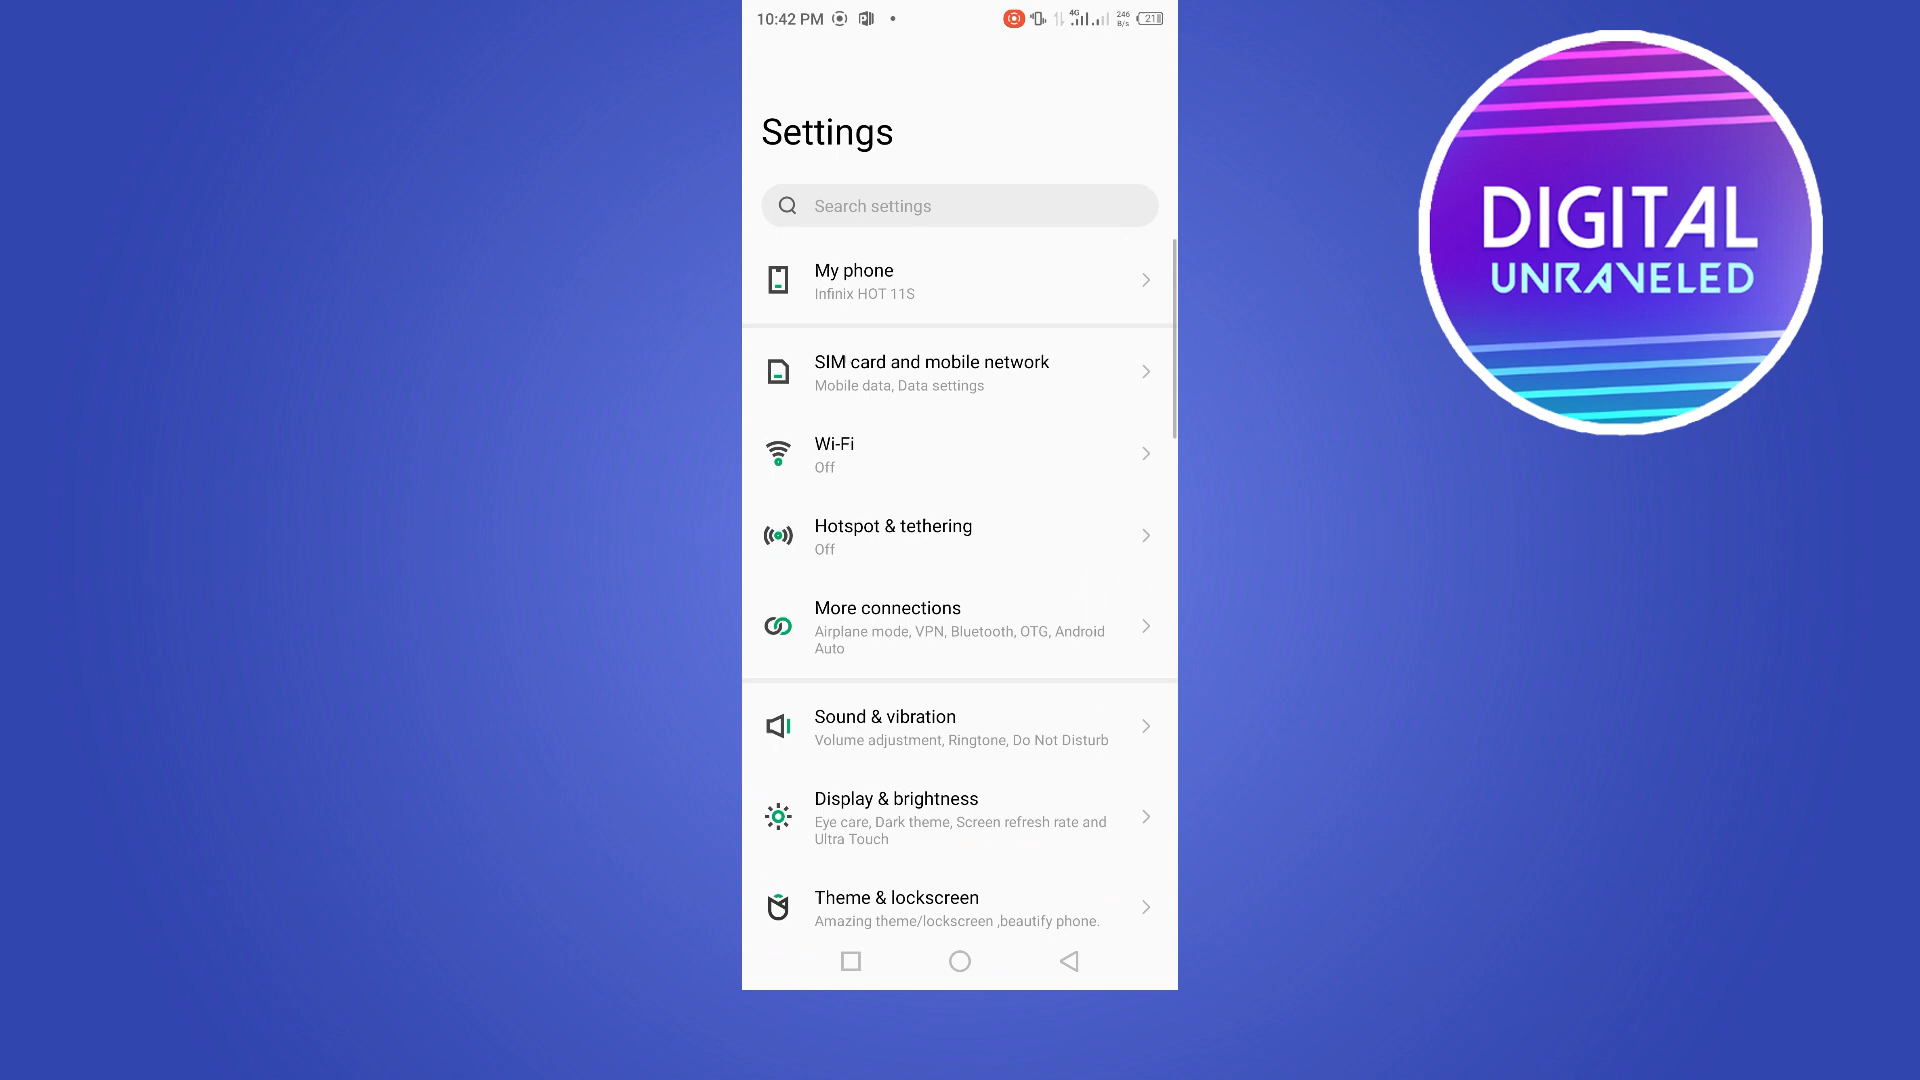 10:42 PM
4G
246
B/s
21
Settings
Search settings
My phone
Infinix HOT 11S
SIM card and mobile network
Mobile data, Data settings
Wi-Fi
Off
Hotspot & tethering
Off
More connections
Airplane mode, VPN, Bluetooth, OTG, Android
Auto
Sound & vibration
Volume adjustment, Ringtone, Do Not Disturb
Display & brightness
Eye care, Dark theme, Screen refresh rate and
Ultra Touch
Theme & lockscreen
Amazing theme/lockscreen ,beautify phone.
DIGITAL
UNRAVELED